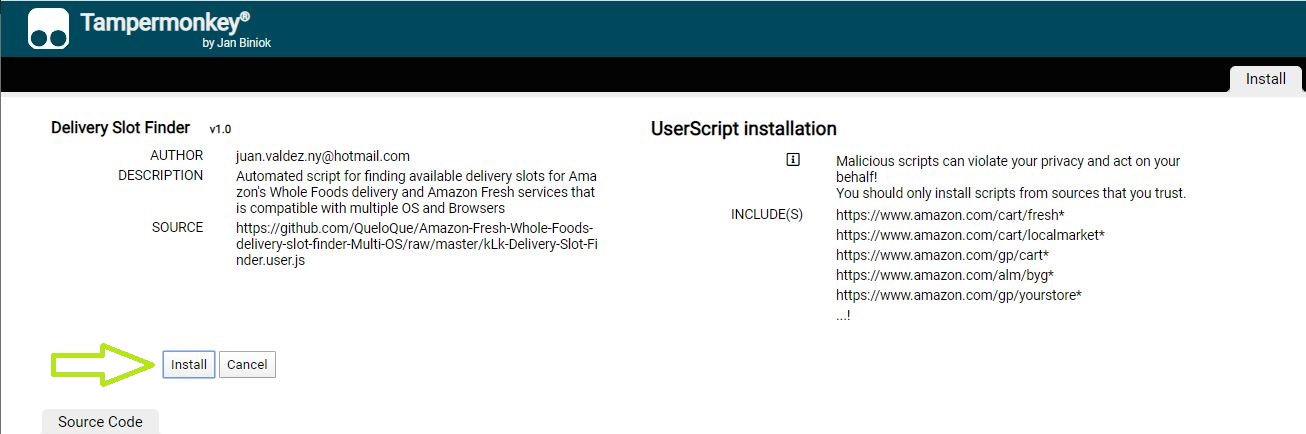 Tampermonkey®
by Jan Biniok
Install
Delivery Slot Finder v1.0
AUTHOR juan.valdez.ny@hotmail.com
DESCRIPTION Automated script for finding available delivery slots for Ama
zon's Whole Foods delivery and Amazon Fresh services that
is compatible with multiple OS and Browsers
SOURCE https://github.com/QueloQue/Amazon-Fresh-Whole-Foods-
delivery-slot-finder-Multi-OS/raw/master/kLk-Delivery-Slot-Fi
nder.user.js
UserScript installation
Malicious scripts can violate your privacy and act on your
behalf!
You should only install scripts from sources that you trust.
INCLUDE(S) https://www.amazon.com/cart/fresh*
https://www.amazon.com/cart/localmarket*
https://www.amazon.com/gp/cart*
https://www.amazon.com/alm/byg*
https://www.amazon.com/gp/yourstore*
...!
Install Cancel
Source Code